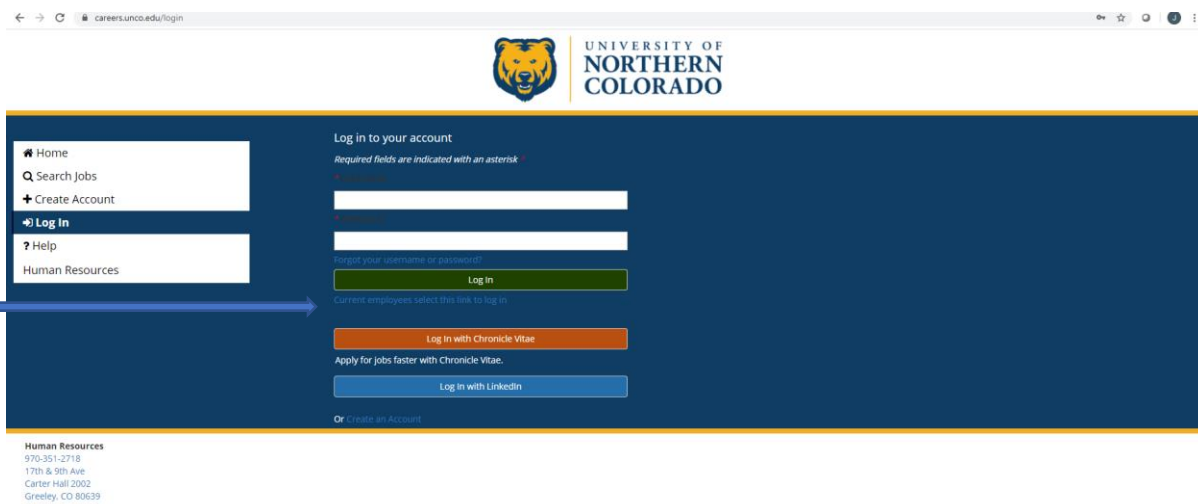 careers.unco.edu/login
J
UNIVERSITY OF
NORTHERN
COLORADO
Home
Search Jobs
Create Account
Log In
? Help
Human Resources
Log in to your account
Required fields are indicated with an asterisk *
*
*
Forgot your username or password?
Log In
Current employees select this link to log in
Log In with Chronicle Vitae
Apply for jobs faster with Chronicle Vitae.
Log In with LinkedIn
Or Create an Account
Human Resources
970-351-2718
17th & 9th Ave
Carter Hall 2002
Greeley, CO 80639